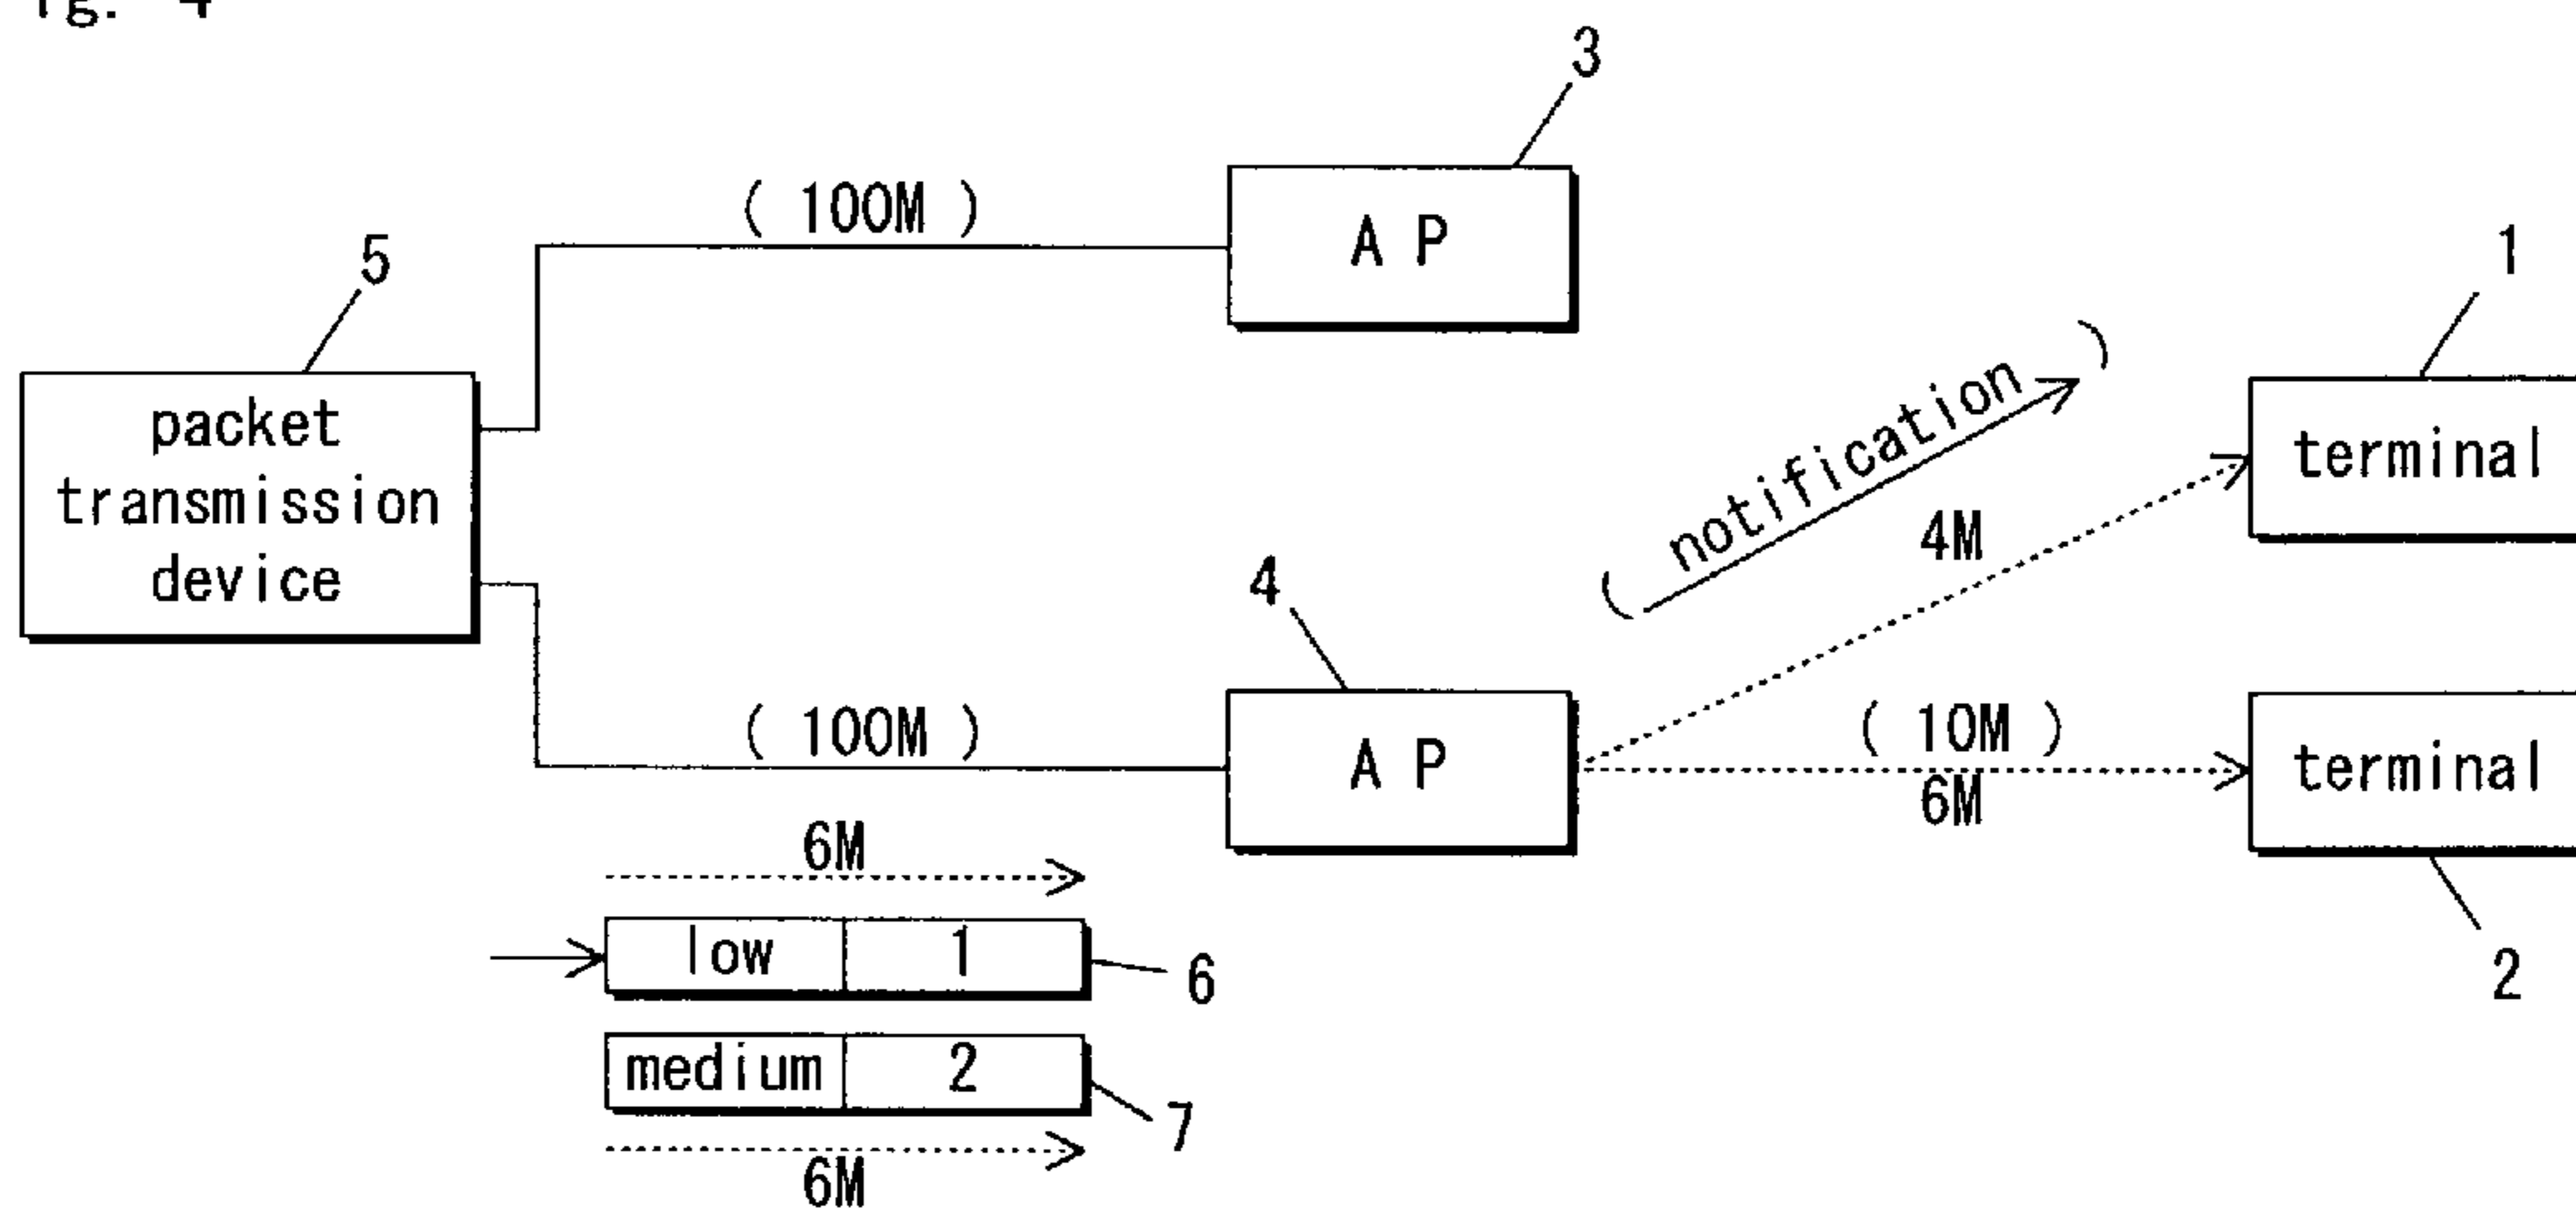 ig. 4
3
( 100M )
A P
5
1
packet
transmission
device
( notification )
terminal
4M
4
( 100M )
A P
( 10M )
6M
terminal
6M
low 1
6
2
medium 2
7
6M